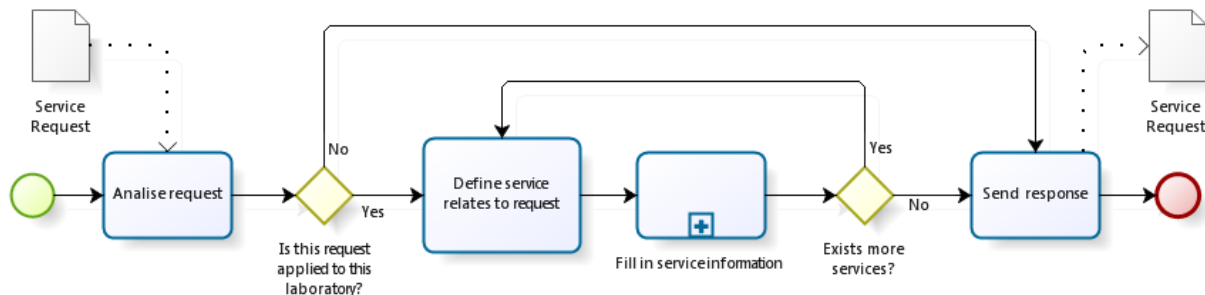 Service
Request
Analise request
No
Yes
Is this request
applied to this
laboratory?
Define service
relates to request
Fill in service information
Yes
No
Exists more
services?
Send response
Service
Request